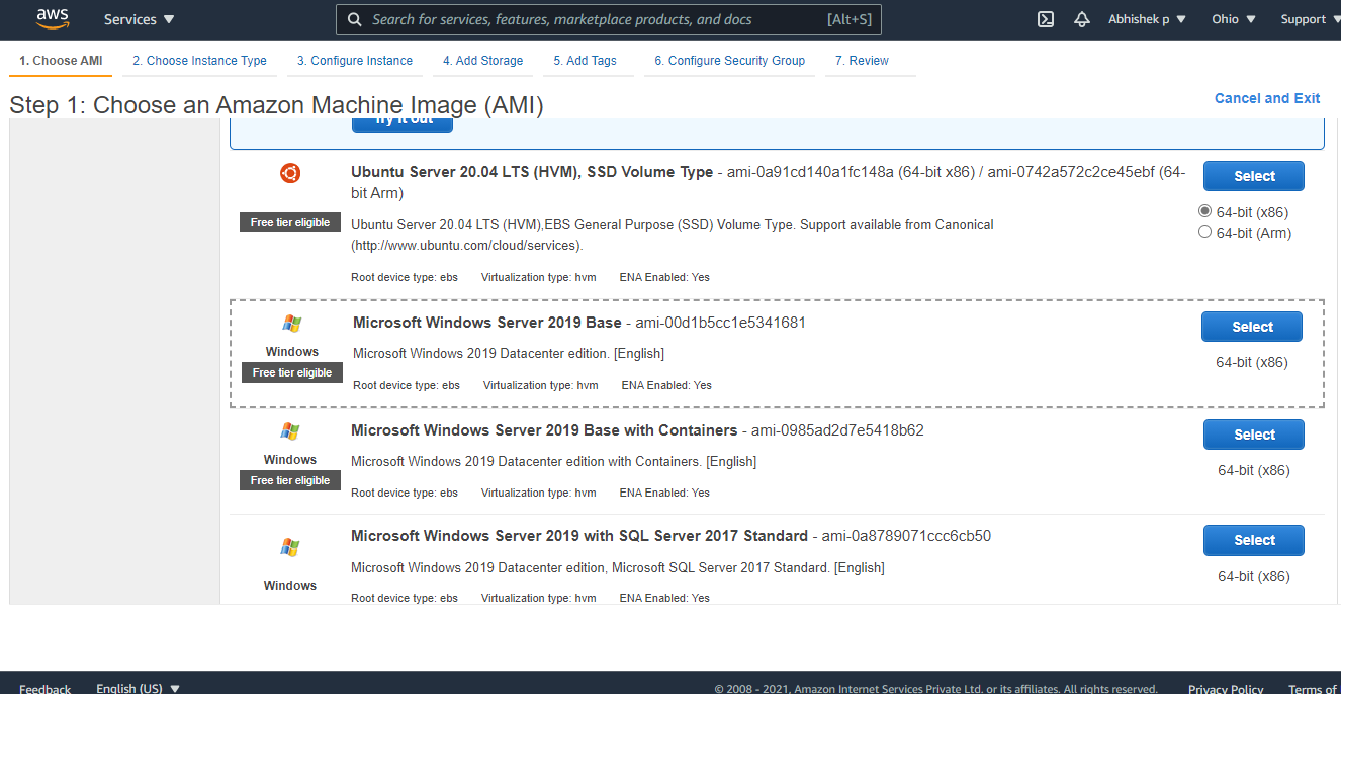 aws Services ▼ Search for services, features, marketplace products, and docs [Alt+S] Abhishek p ▼ Ohio ▼ Support ▼
1. Choose AMI 2. Choose Instance Type 3. Configure Instance 4. Add Storage 5. Add Tags 6. Configure Security Group 7. Review
Step 1: Choose an Amazon Machine Image (AMI) Cancel and Exit
Try it out
Ubuntu Server 20.04 LTS (HVM), SSD Volume Type - ami-0a91cd140a1fc148a (64-bit x86) / ami-0742a572c2ce45ebf (64-
bit Arm)
Select
64-bit (x86)
64-bit (Arm)
Free tier eligible
Ubuntu Server 20.04 LTS (HVM),EBS General Purpose (SSD) Volume Type. Support available from Canonical
(http://www.ubuntu.com/cloud/services).
Root device type: ebs Virtualization type: hvm ENA Enabled: Yes
Microsoft Windows Server 2019 Base - ami-00d1b5cc1e5341681
Select
Windows
Free tier eligible
Microsoft Windows 2019 Datacenter edition. [English]
64-bit (x86)
Root device type: ebs Virtualization type: hvm ENA Enabled: Yes
Microsoft Windows Server 2019 Base with Containers - ami-0985ad2d7e5418b62
Select
Windows
Free tier eligible
Microsoft Windows 2019 Datacenter edition with Containers. [English]
64-bit (x86)
Root device type: ebs Virtualization type: hvm ENA Enabled: Yes
Microsoft Windows Server 2019 with SQL Server 2017 Standard - ami-0a8789071ccc6cb50
Select
Windows
Microsoft Windows 2019 Datacenter edition, Microsoft SQL Server 2017 Standard. [English]
64-bit (x86)
Root device type: ebs Virtualization type: hvm ENA Enabled: Yes
Feedback English (US) ▼ © 2008 - 2021, Amazon Internet Services Private Ltd. or its affiliates. All rights reserved. Privacy Policy Terms of